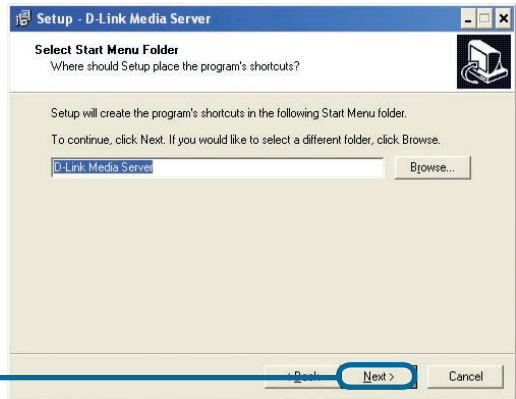 Setup - D-Link Media Server
Select Start Menu Folder
Where should Setup place the program's shortcuts?
Setup will create the program's shortcuts in the following Start Menu folder.
To continue, click Next. If you would like to select a different folder, click Browse.
D-Link Media Server
Browse...
< Back
Next >
Cancel